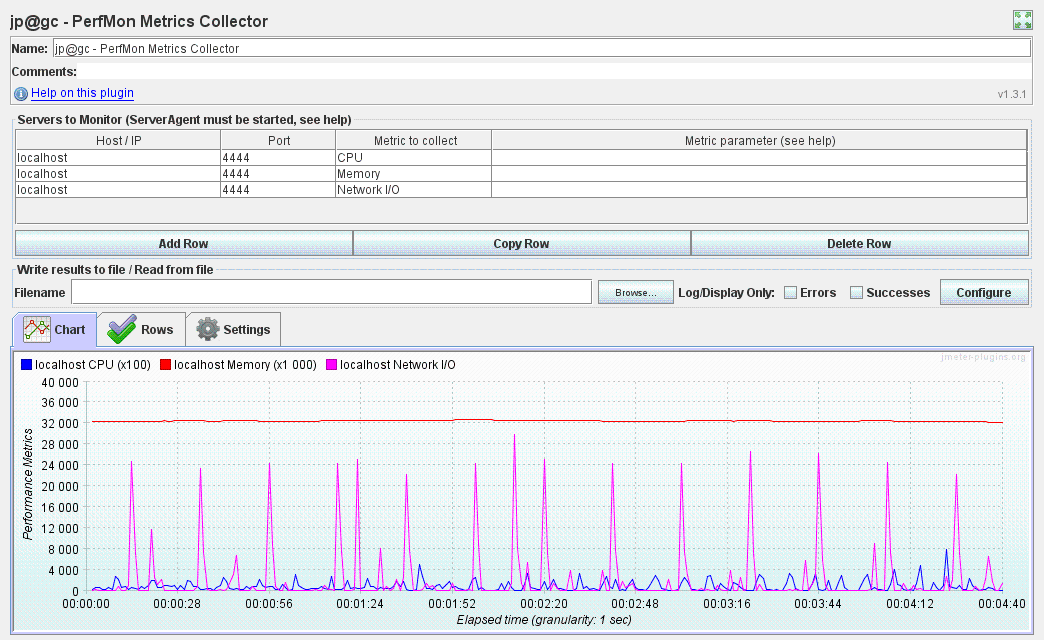 jp@gc - PerfMon Metrics Collector
Name: jp@gc - PerfMon Metrics Collector
Comments:
Help on this plugin
v1.3.1
Servers to Monitor (ServerAgent must be started, see help)
Host / IP Port Metric to collect Metric parameter (see help)
localhost 4444 CPU
localhost 4444 Memory
localhost 4444 Network I/O
Add Row Copy Row Delete Row
Write results to file / Read from file
Filename Browse... Log/Display Only: Errors Successes Configure
Chart Rows Settings
localhost CPU (x100) localhost Memory (x1 000) localhost Network I/O
jmeter-plugins.org
40 000
36 000
32 000
28 000
24 000
20 000
16 000
12 000
8 000
4 000
0
Performance Metrics
00:00:00 00:00:28 00:00:56 00:01:24 00:01:52 00:02:20 00:02:48 00:03:16 00:03:44 00:04:12 00:04:40
Elapsed time (granularity: 1 sec)